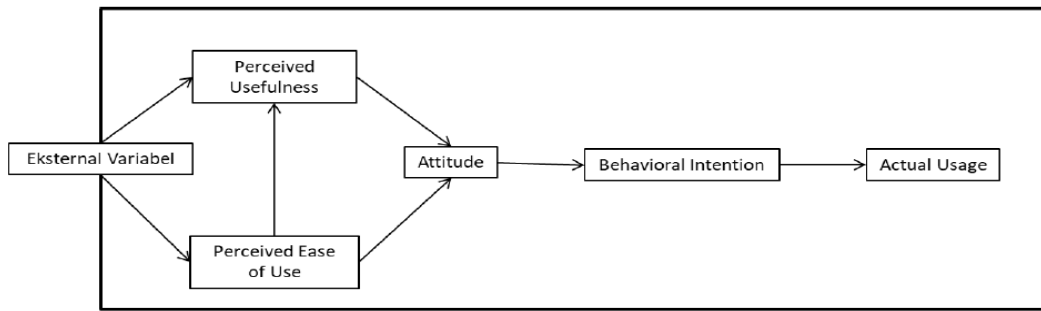 Perceived
Usefulness
Eksternal Variabel
Attitude
Behavioral Intention
Actual Usage
Perceived Ease
of Use